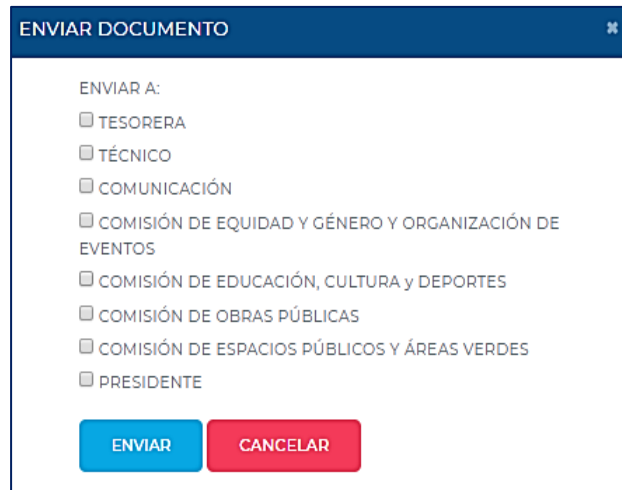 ENVIAR DOCUMENTO
ENVIAR A:
TESORERA
TÉCNICO
COMUNICACIÓN
COMISIÓN DE EQUIDAD Y GÉNERO Y ORGANIZACIÓN DE
EVENTOS
COMISIÓN DE EDUCACIÓN, CULTURA y DEPORTES
COMISIÓN DE OBRAS PÚBLICAS
COMISIÓN DE ESPACIOS PÚBLICOS Y ÁREAS VERDES
PRESIDENTE
ENVIAR CANCELAR